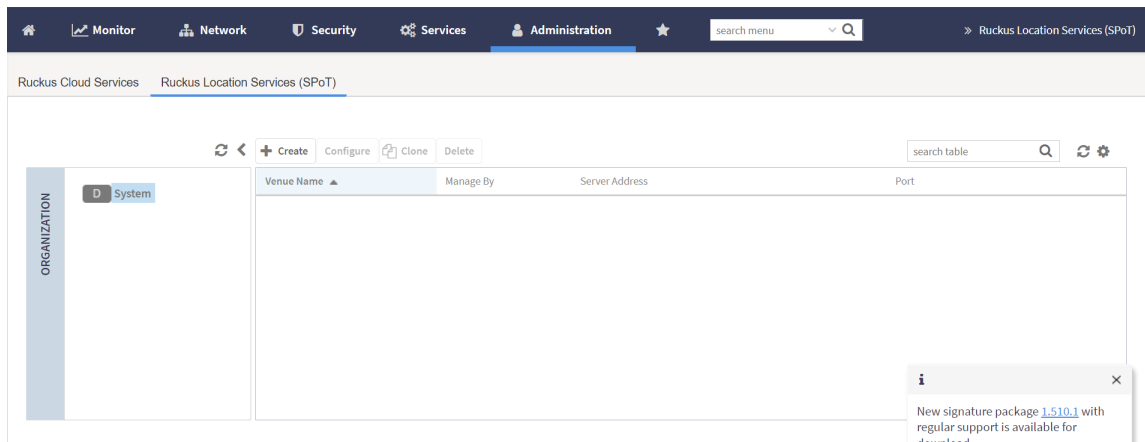 Monitor Network Security Services Administration search menu » Ruckus Location Services (SPoT)
Ruckus Cloud Services Ruckus Location Services (SPoT)
Create Configure Clone Delete search table
Venue Name Manage By Server Address Port
ORGANIZATION
D System
i
New signature package 1.510.1 with
regular support is available for
download